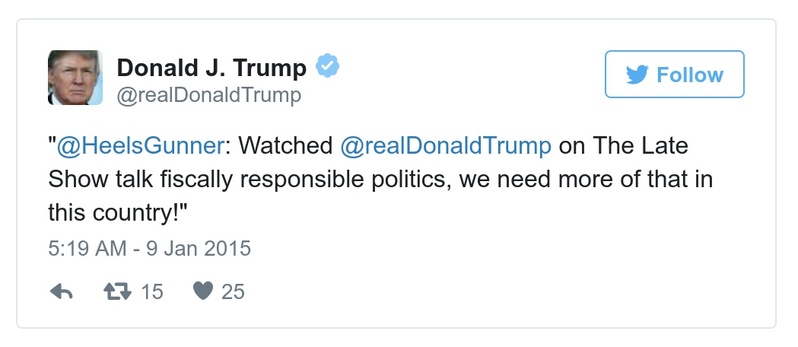 Donald J. Trump
@realDonaldTrump
Follow
"@HeelsGunner: Watched @realDonaldTrump on The Late
Show talk fiscally responsible politics, we need more of that in
this country!"
5:19 AM - 9 Jan 2015
15 25